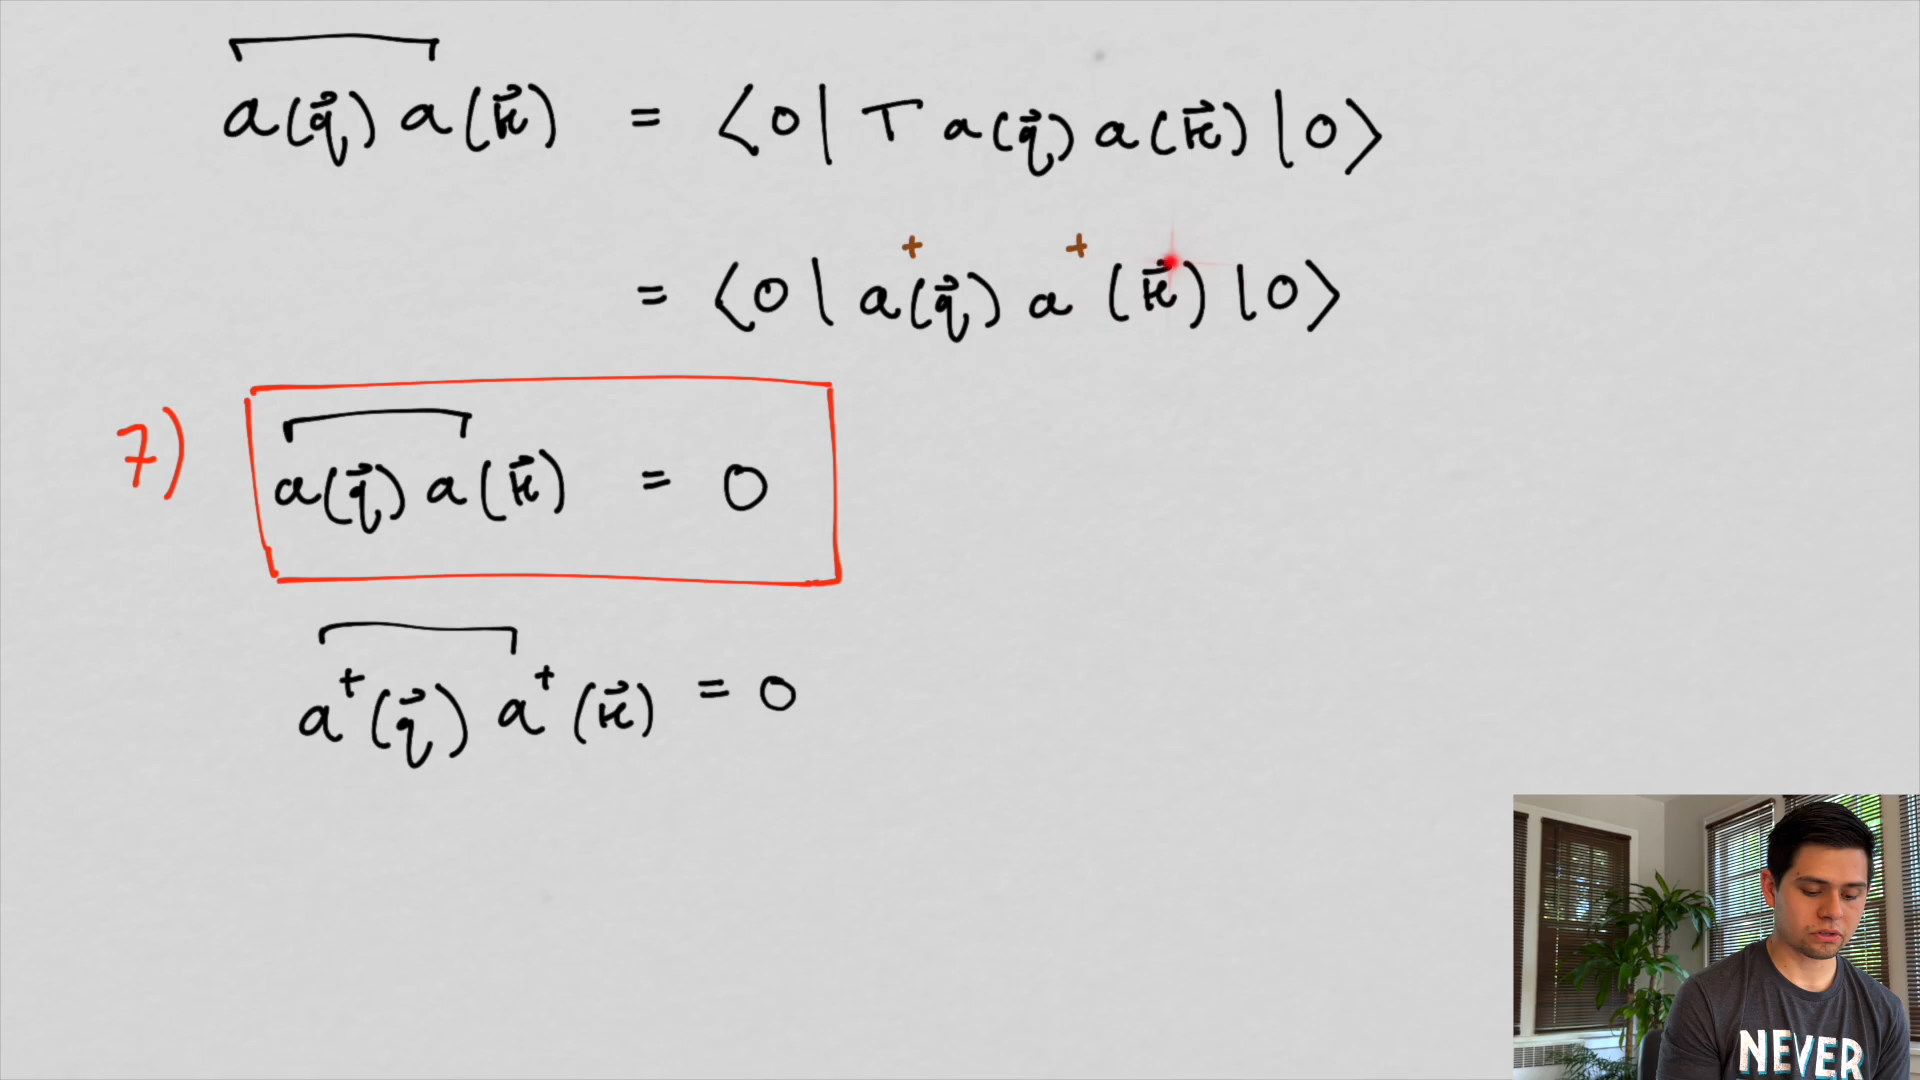 a(q⃗) a(k⃗) = ⟨0| T a(q⃗) a(k⃗) |0⟩
= ⟨0| a⁺(q⃗) a⁺(k⃗) |0⟩
7) a(q⃗) a(k⃗) = 0
a⁺(q⃗) a⁺(k⃗) = 0
NEVER